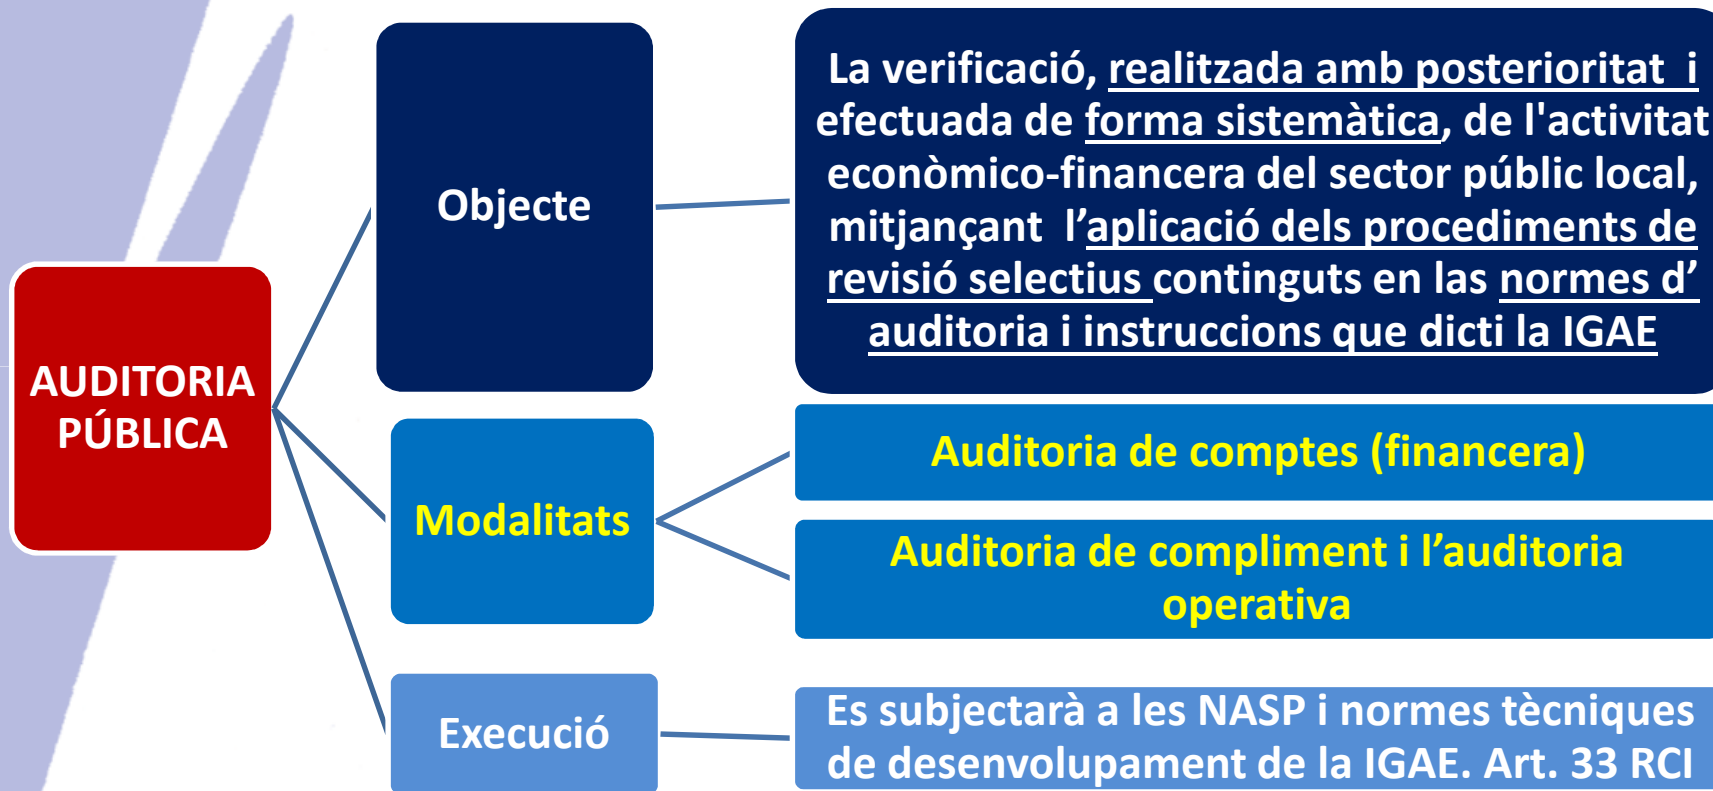 AUDITORIA
PÚBLICA
Objecte
La verificació, realitzada amb posterioritat i
efectuada de forma sistemàtica, de l'activitat
econòmico-financera del sector públic local,
mitjançant l’aplicació dels procediments de
revisió selectius continguts en las normes d’
auditoria i instruccions que dicti la IGAE
Modalitats
Auditoria de comptes (financera)
Auditoria de compliment i l’auditoria
operativa
Execució
Es subjectarà a les NASP i normes tècniques
de desenvolupament de la IGAE. Art. 33 RCI